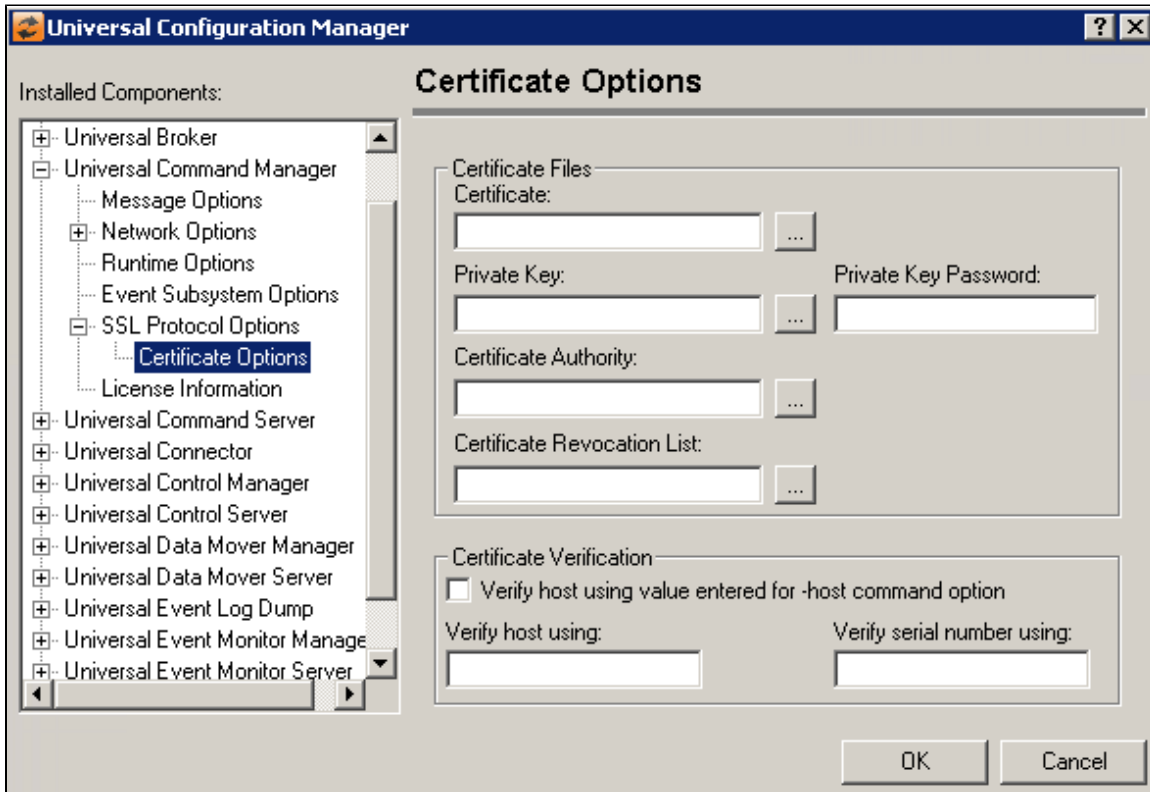 Universal Configuration Manager
Installed Components:
Universal Broker
Universal Command Manager
Message Options
Network Options
Runtime Options
Event Subsystem Options
SSL Protocol Options
Certificate Options
License Information
Universal Command Server
Universal Connector
Universal Control Manager
Universal Control Server
Universal Data Mover Manager
Universal Data Mover Server
Universal Event Log Dump
Universal Event Monitor Manage
Universal Event Monitor Server
Certificate Options
Certificate Files
Certificate:
...
Private Key:
Private Key Password:
...
Certificate Authority:
...
Certificate Revocation List:
...
Certificate Verification
Verify host using value entered for -host command option
Verify host using:
Verify serial number using:
OK
Cancel